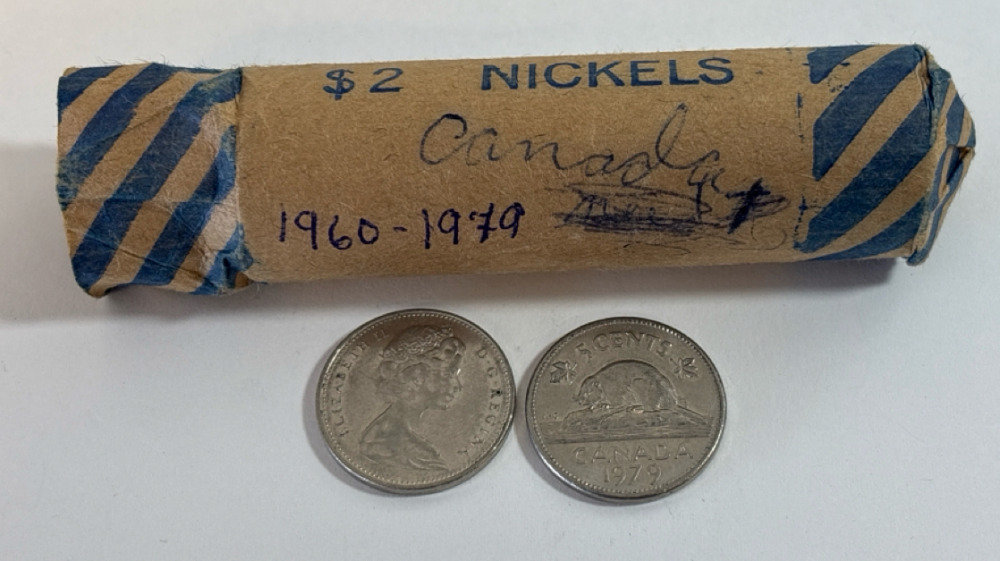 $2 NICKELS
Canada
1960-1979
ELIZABETH II D·G·REGINA
5 CENTS
CANADA
1979